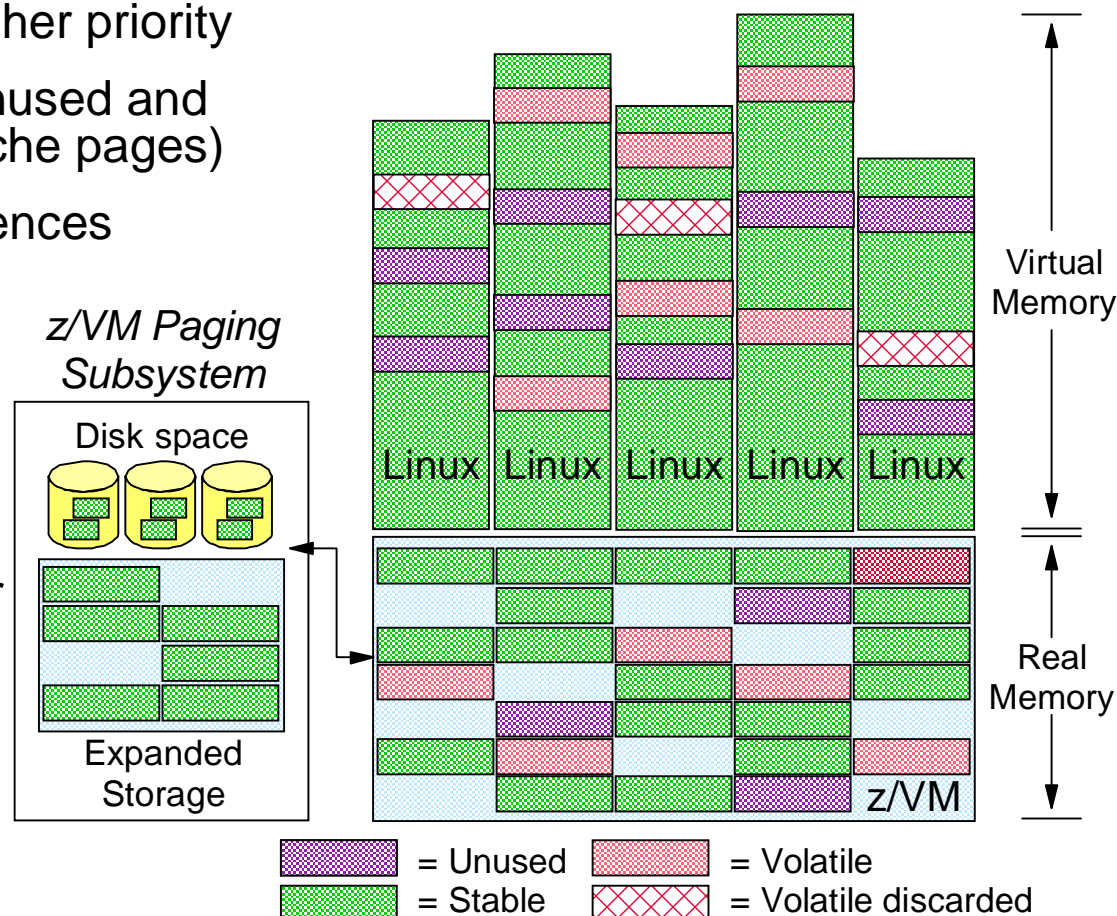 her priority
nused and
che pages)
ences
z/VM Paging
Subsystem
Disk space
Expanded
Storage
Linux Linux Linux Linux Linux
Virtual
Memory
Real
Memory
z/VM
= Unused
= Volatile
= Stable
= Volatile discarded